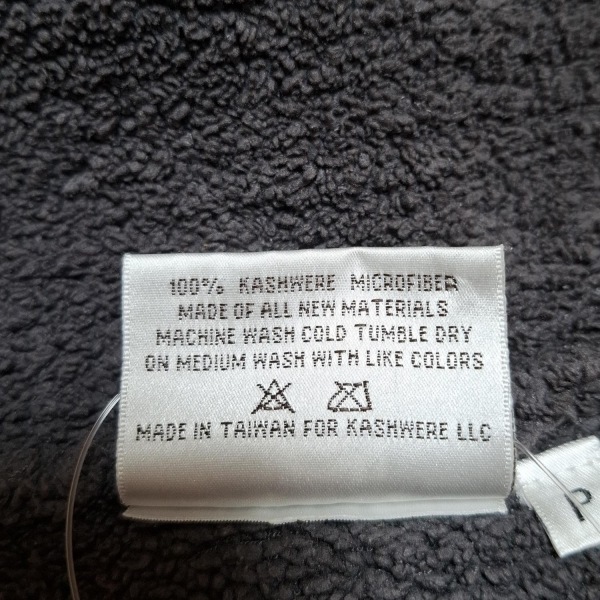 100% KASHWERE MICROFIBER
MADE OF ALL NEW MATERIALS
MACHINE WASH COLD TUMBLE DRY
ON MEDIUM WASH WITH LIKE COLORS
MADE IN TAIWAN FOR KASHWERE LLC
P